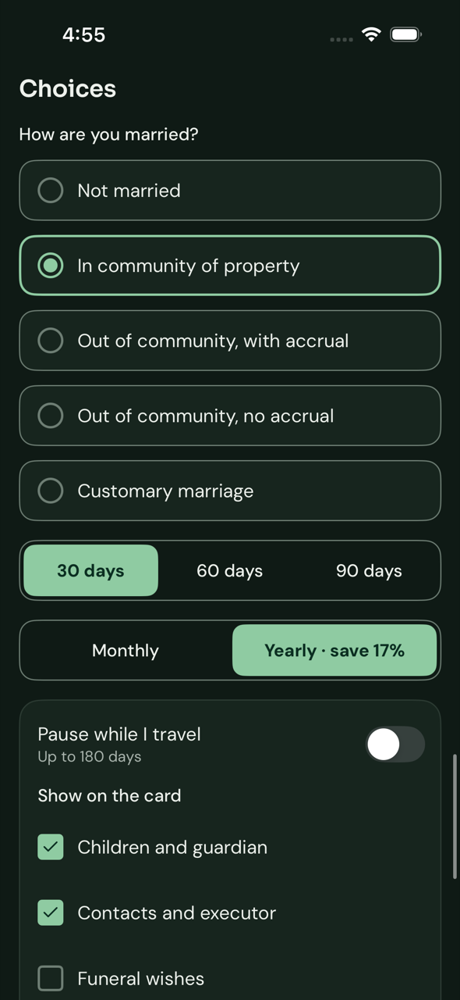 4:55
Choices
How are you married?
Not married
In community of property
Out of community, with accrual
Out of community, no accrual
Customary marriage
30 days 60 days 90 days
Monthly Yearly · save 17%
Pause while I travel
Up to 180 days
Show on the card
Children and guardian
Contacts and executor
Funeral wishes